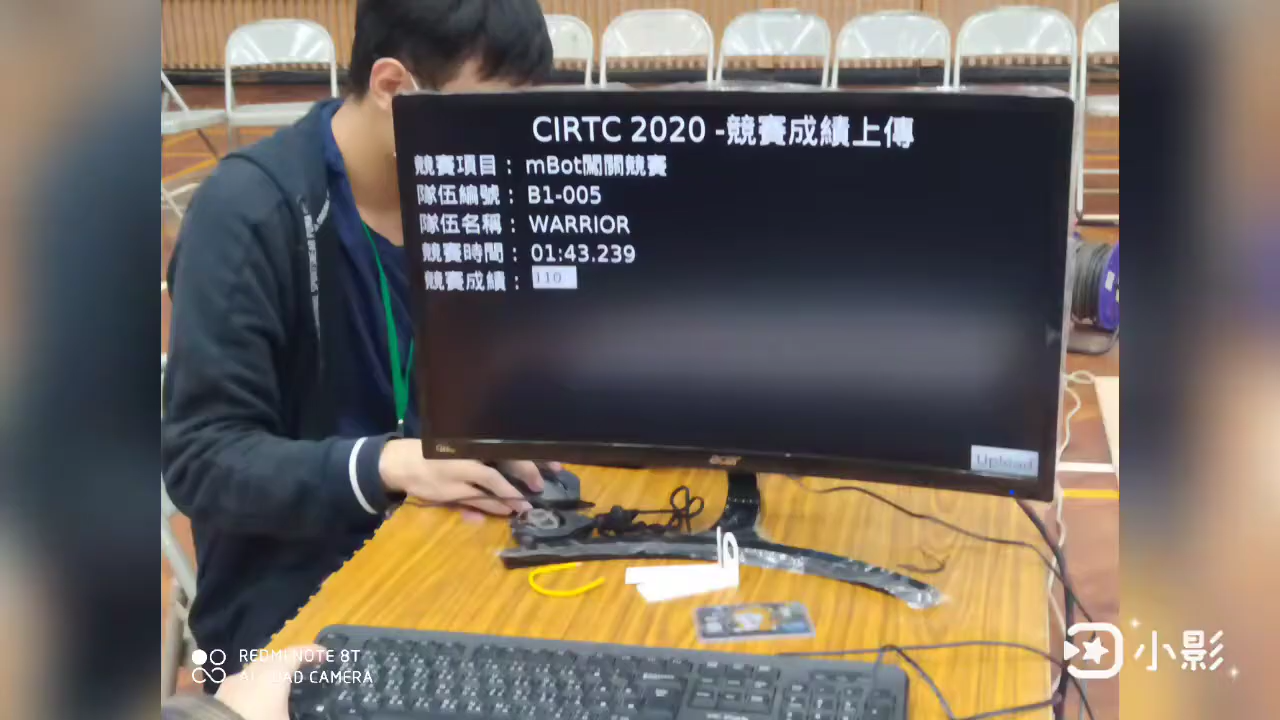 CIRTC 2020 -競賽成績上傳
競賽項目： mBot闖關競賽
隊伍編號： B1-005
隊伍名稱： WARRIOR
競賽時間： 01:43.239
競賽成績： 110
Upload
acer
REDMI NOTE 8T
AI QUAD CAMERA
小影